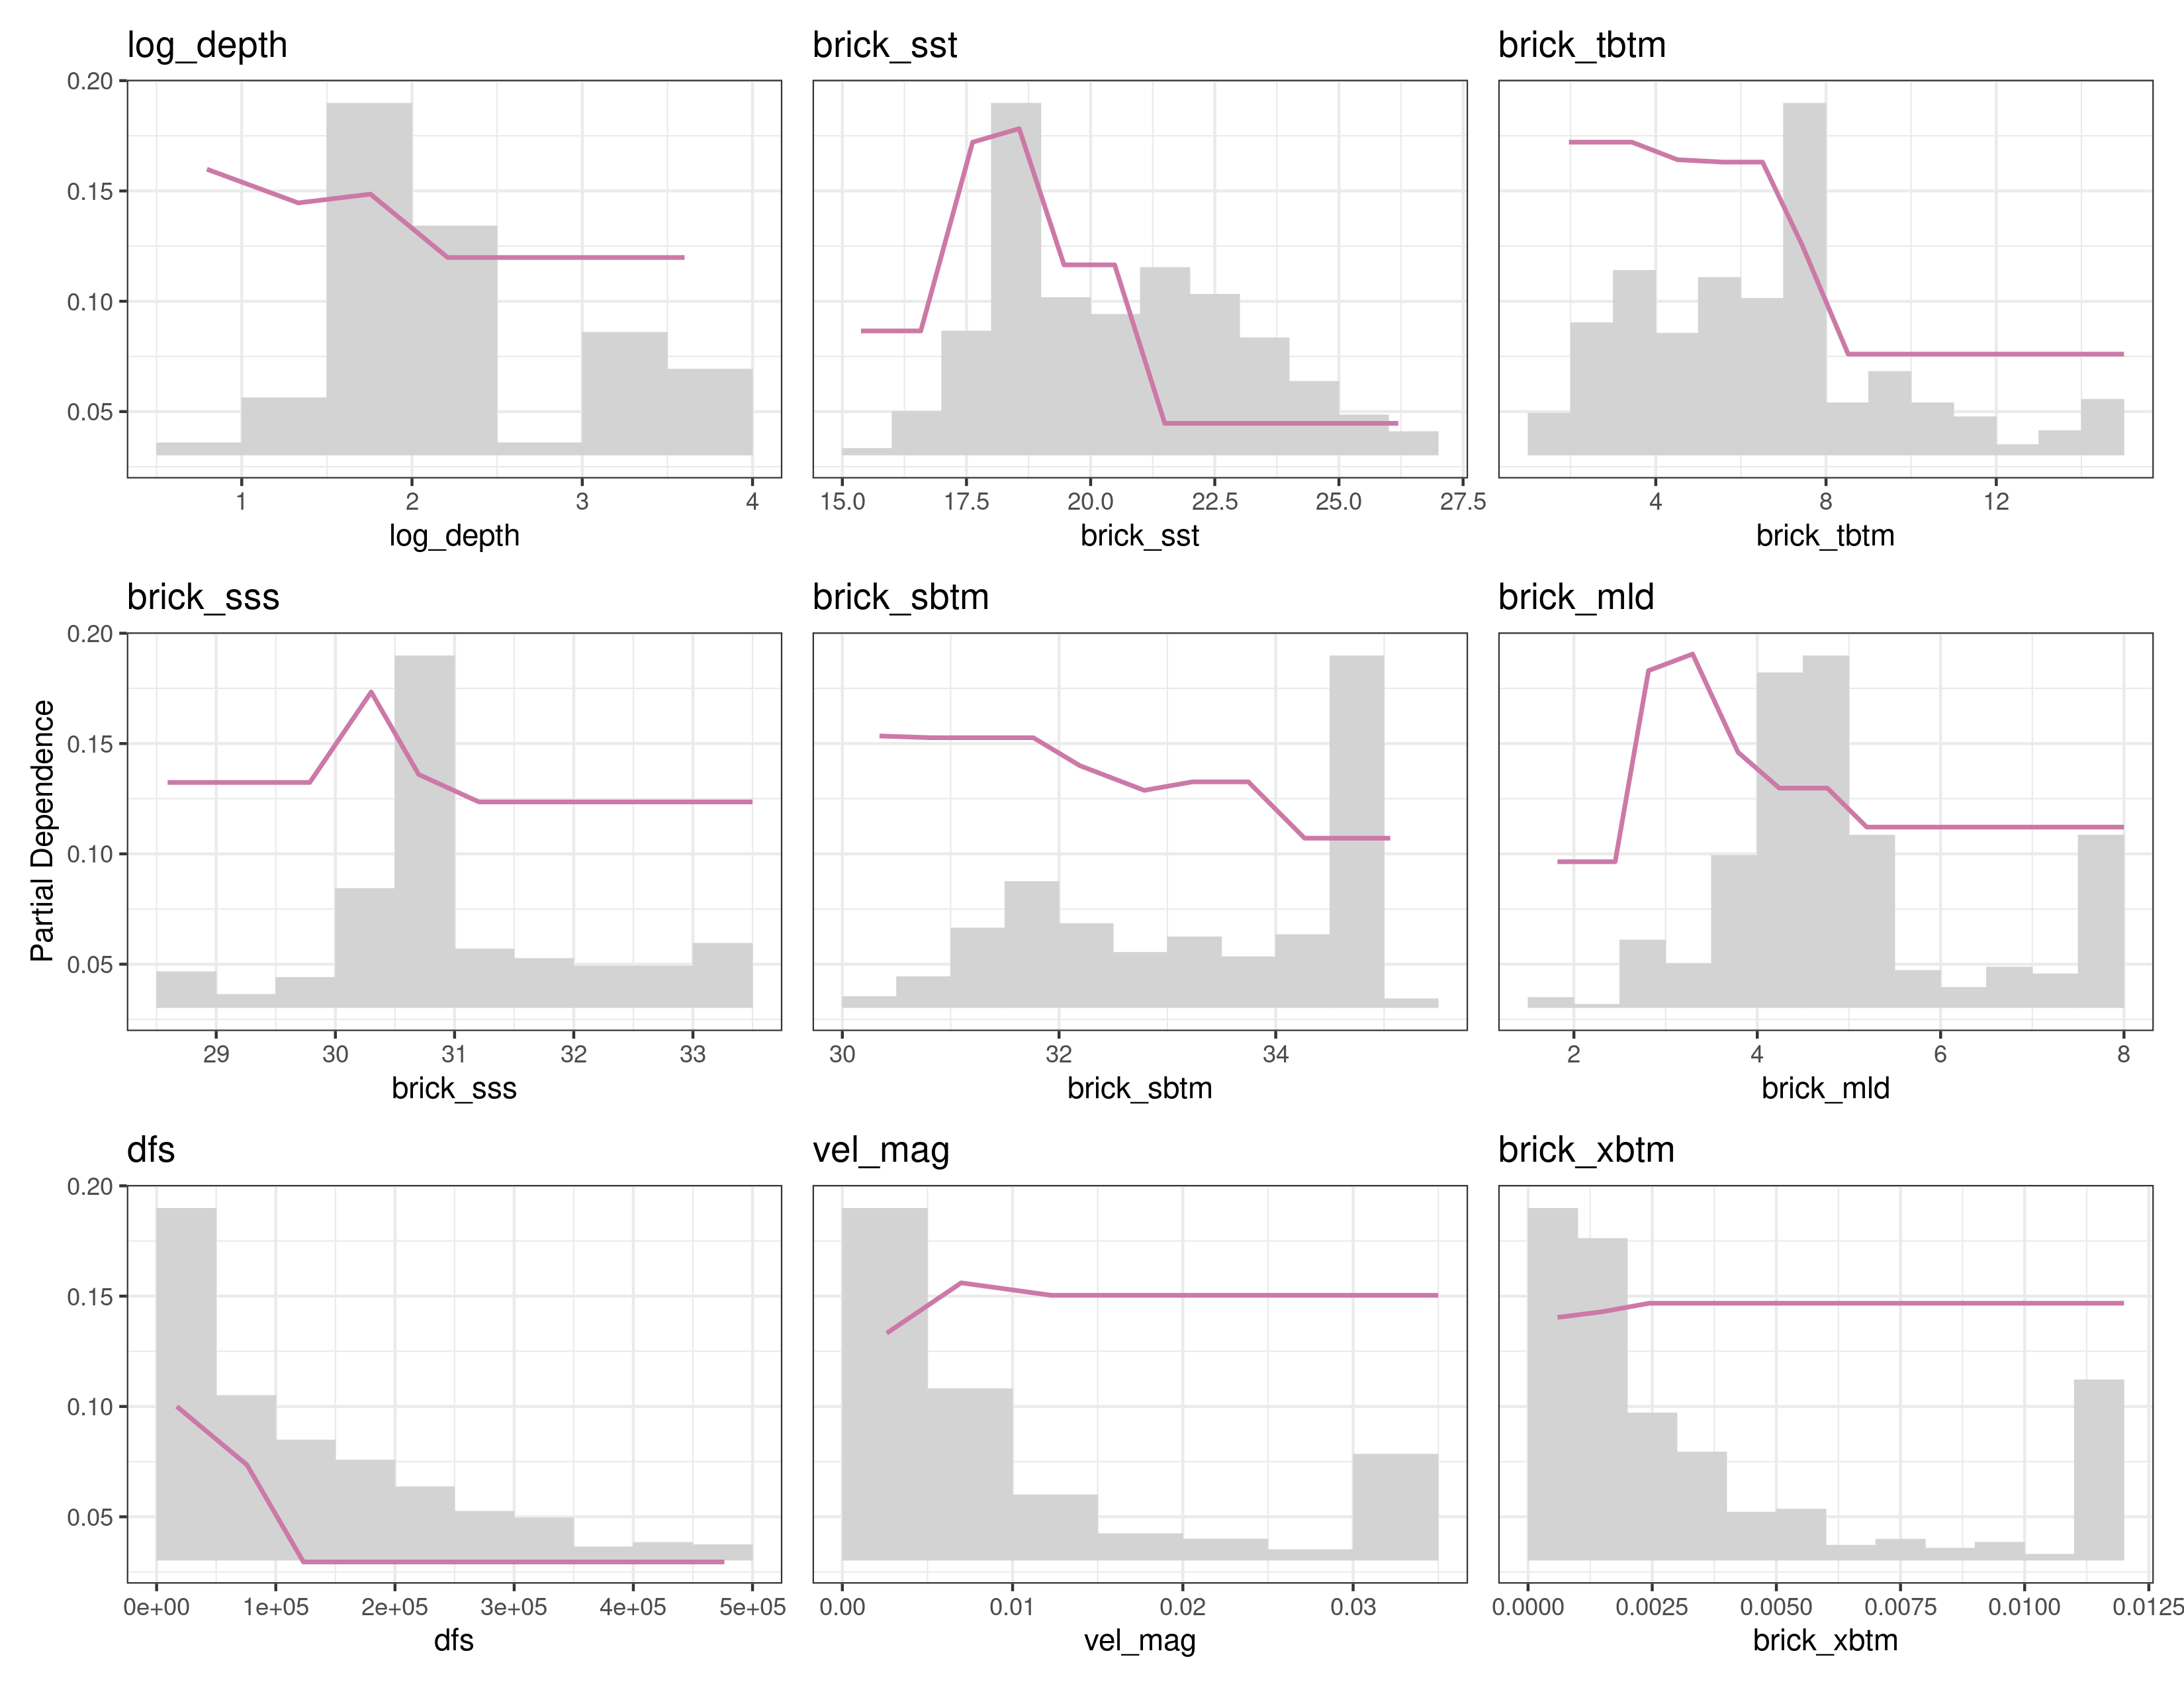 log_depth brick_sst brick_tbtm
0.20
0.15
0.10
0.05
1 2 3 4 15.0 17.5 20.0 22.5 25.0 27.5 4 8 12
log_depth brick_sst brick_tbtm
brick_sss brick_sbtm brick_mld
Partial Dependence
0.20
0.15
0.10
0.05
29 30 31 32 33 30 32 34 2 4 6 8
brick_sss brick_sbtm brick_mld
dfs vel_mag brick_xbtm
0.20
0.15
0.10
0.05
0e+00 1e+05 2e+05 3e+05 4e+05 5e+05 0.00 0.01 0.02 0.03 0.0000 0.0025 0.0050 0.0075 0.0100 0.0125
dfs vel_mag brick_xbtm